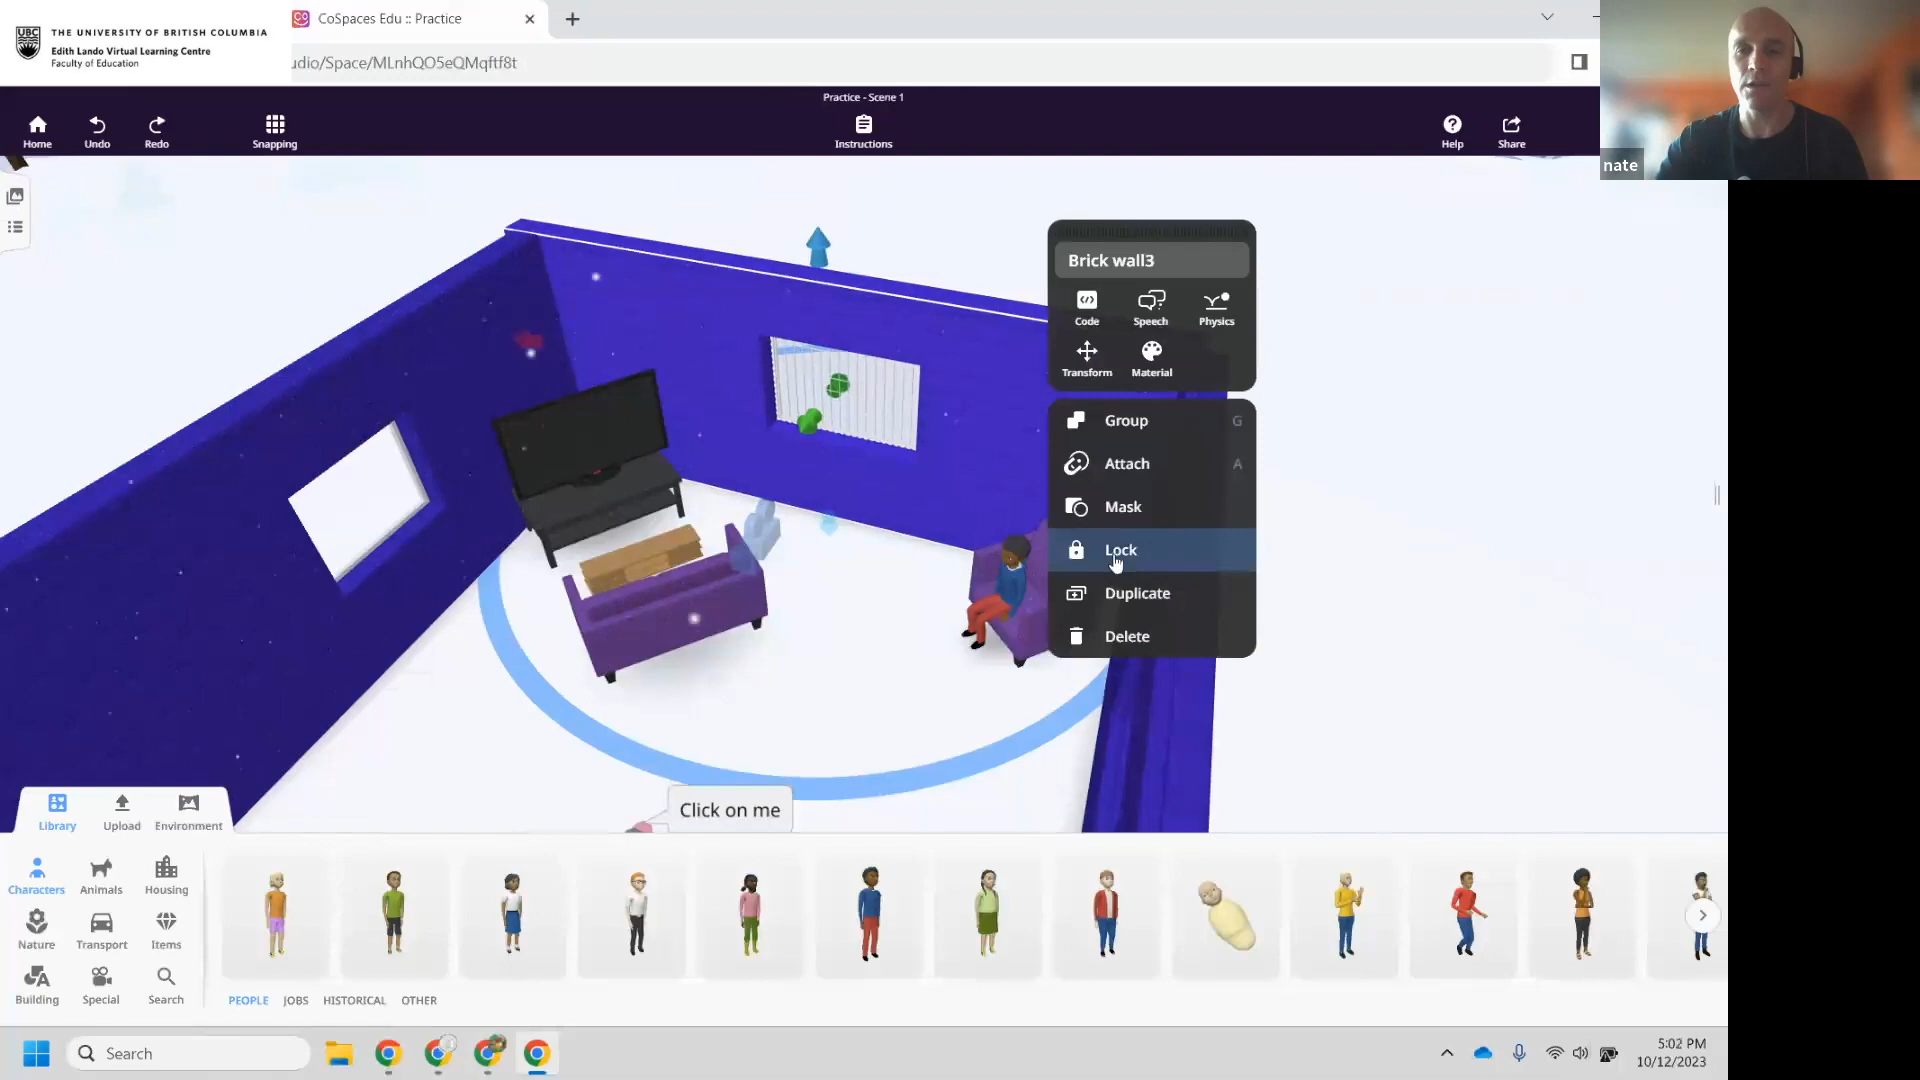 THE UNIVERSITY OF BRITISH COLUMBIA
UBC
Edith Lando Virtual Learning Centre
Faculty of Education
CoSpaces Edu :: Practice
udio/Space/MLnhQO5eQMqftf8t
nate
Practice - Scene 1
Home
Undo
Redo
Snapping
Instructions
Help
Share
Brick wall3
Code
Speech
Physics
Transform
Material
Group G
Attach A
Mask
Lock
Duplicate
Delete
Click on me
Library
Upload
Environment
Characters
Animals
Housing
Nature
Transport
Items
Building
Special
Search
PEOPLE
JOBS
HISTORICAL
OTHER
Search
5:02 PM
10/12/2023